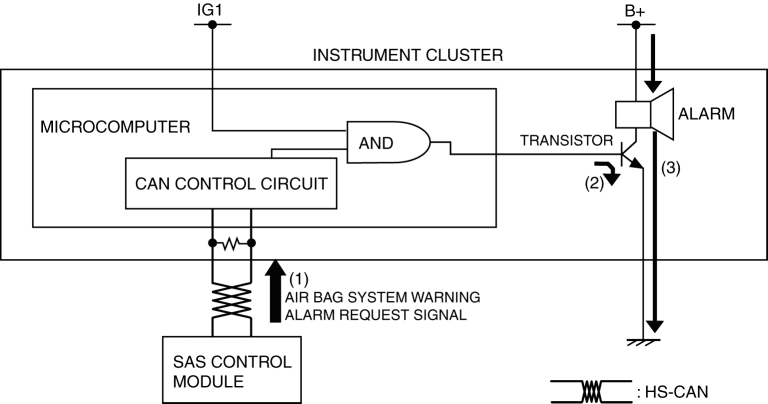 IG1
B+
INSTRUMENT CLUSTER
MICROCOMPUTER
ALARM
AND
TRANSISTOR
CAN CONTROL CIRCUIT
(2)
(3)
(1)
AIR BAG SYSTEM WARNING
ALARM REQUEST SIGNAL
SAS CONTROL
MODULE
: HS-CAN